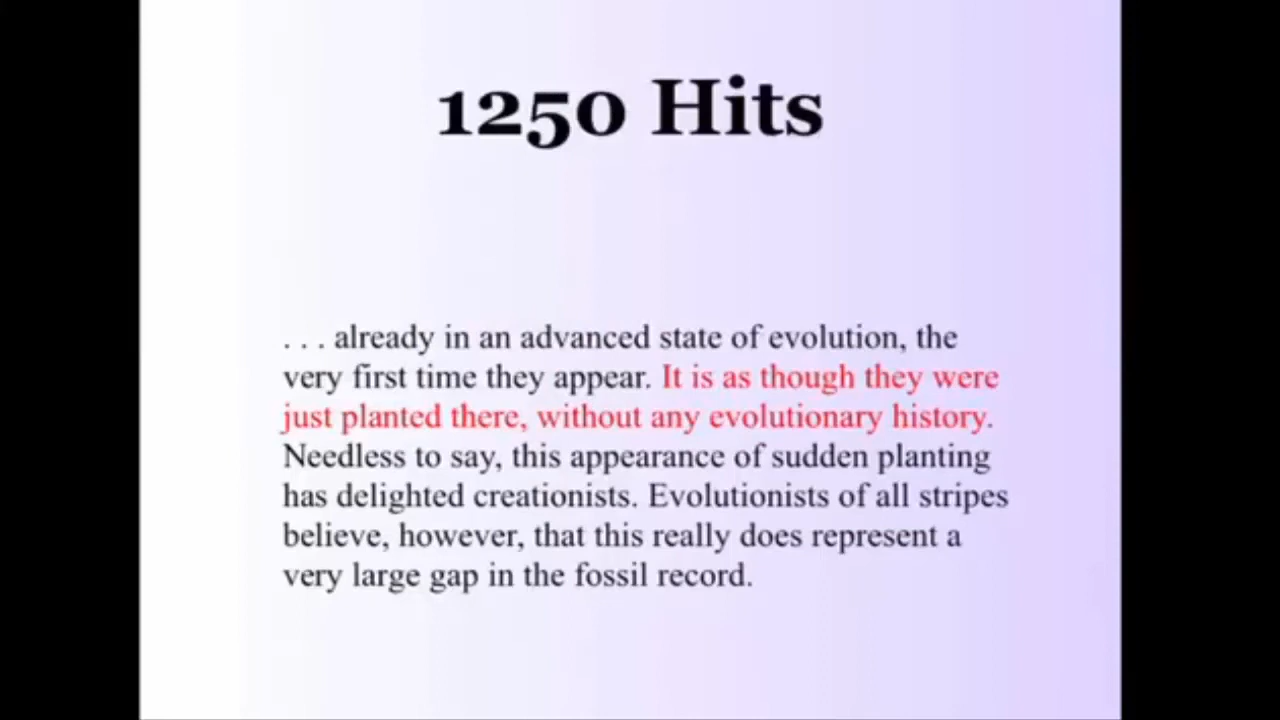 1250 Hits
. . . already in an advanced state of evolution, the
very first time they appear. It is as though they were
just planted there, without any evolutionary history.
Needless to say, this appearance of sudden planting
has delighted creationists. Evolutionists of all stripes
believe, however, that this really does represent a
very large gap in the fossil record.